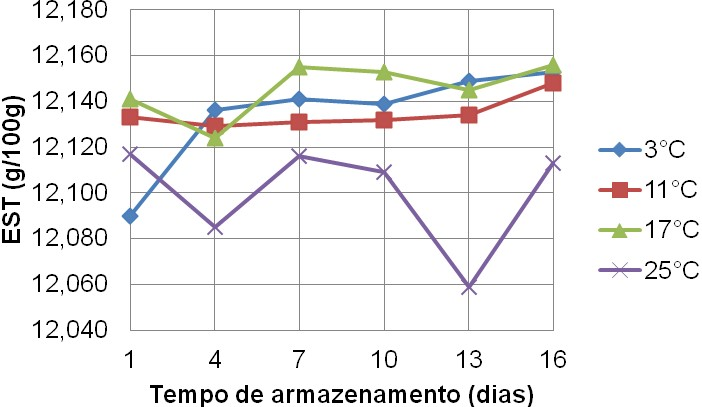 12,180
12,160
12,140
12,120
12,100
12,080
12,060
12,040
EST (g/100g)
1 4 7 10 13 16
Tempo de armazenamento (dias)
3°C
11°C
17°C
25°C